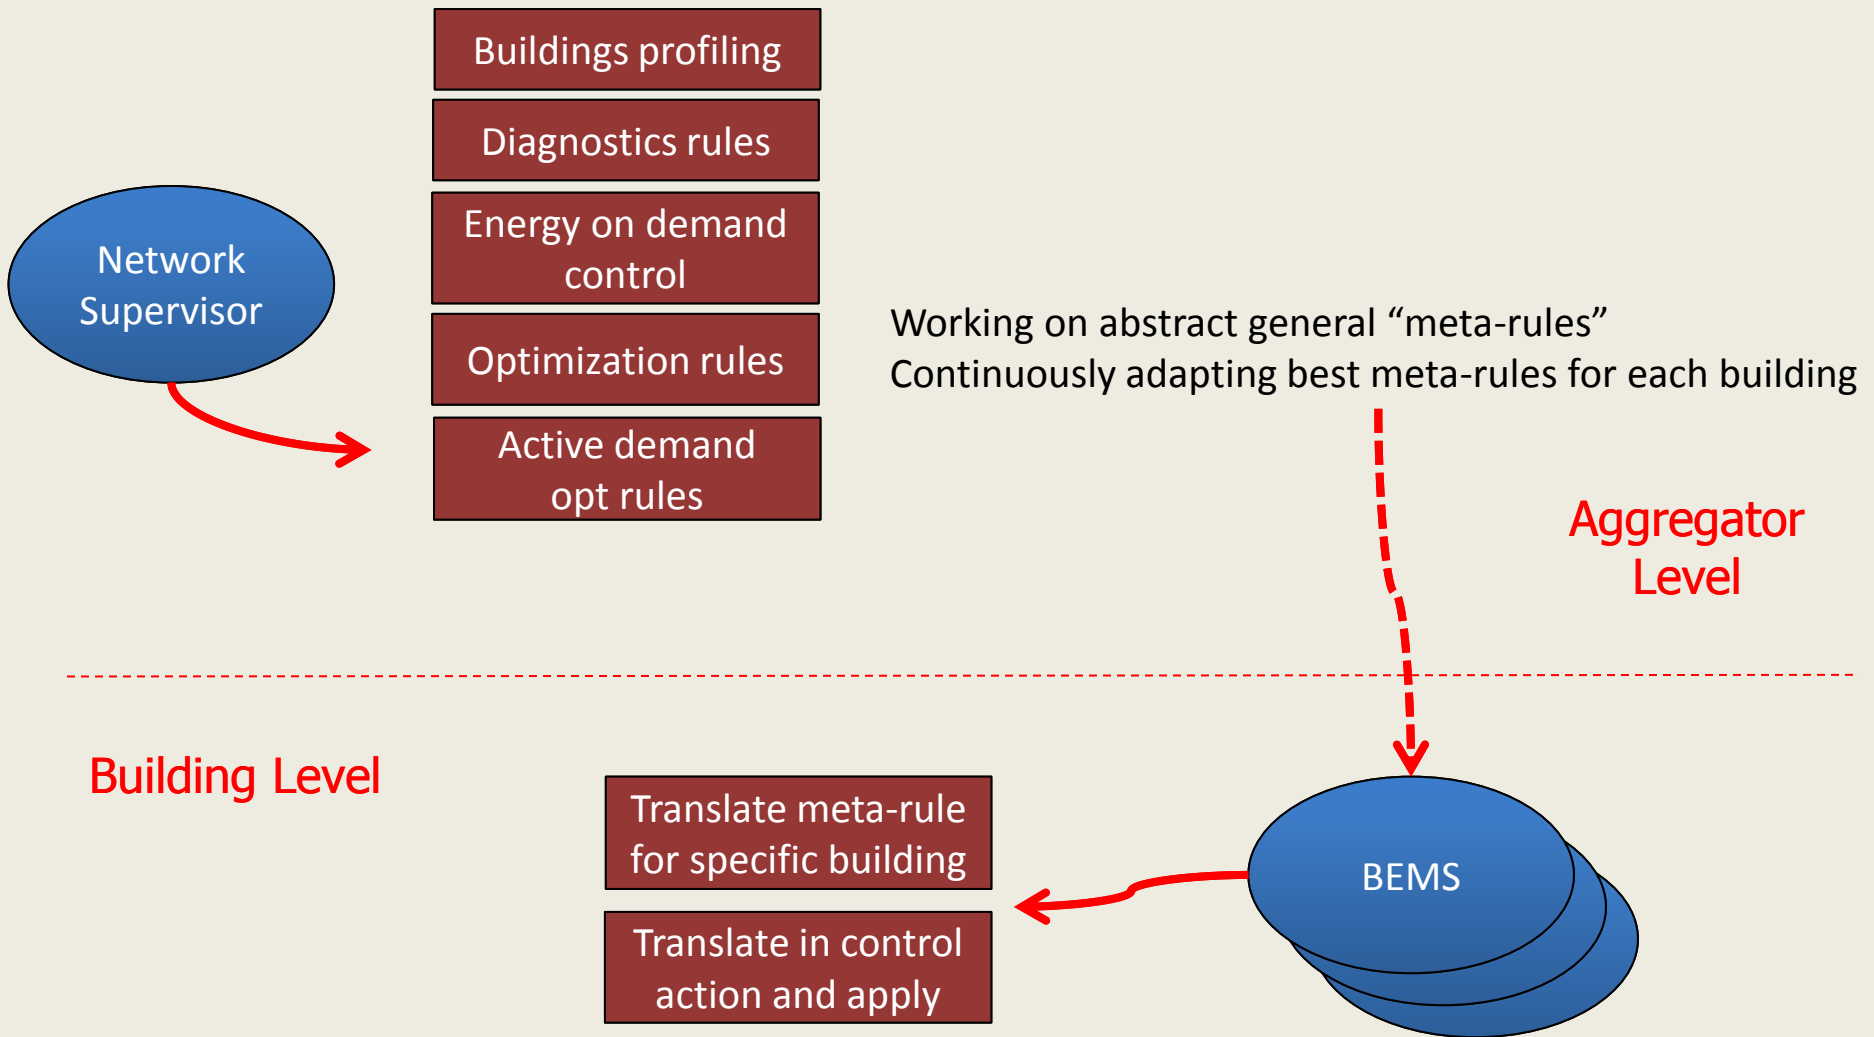 Buildings profiling
Diagnostics rules
Energy on demand
control
Optimization rules
Active demand
opt rules
Network
Supervisor
Working on abstract general “meta-rules”
Continuously adapting best meta-rules for each building
Aggregator
Level
Building Level
Translate meta-rule
for specific building
Translate in control
action and apply
BEMS